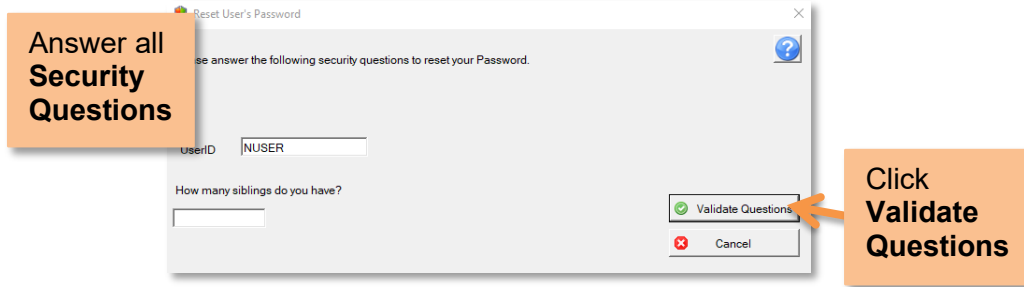 Reset User's Password
Answer all
Security
Questions
se answer the following security questions to reset your Password.
UserID
NUSER
How many siblings do you have?
Validate Questions
Cancel
Click
Validate
Questions